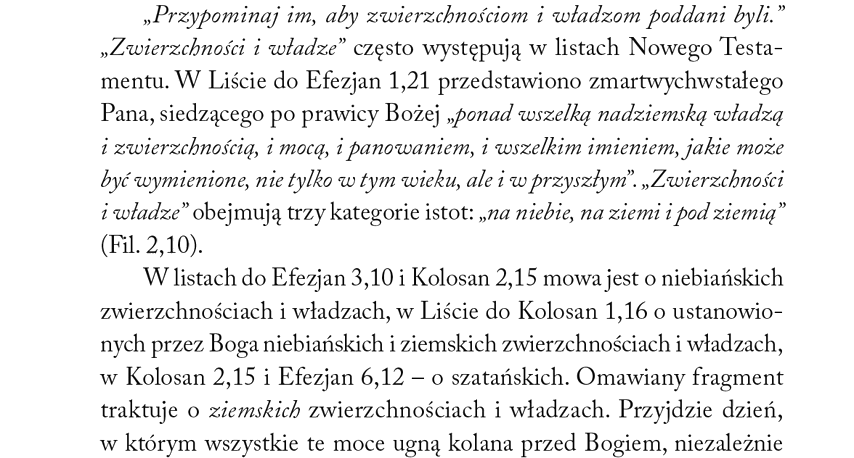 „Przypominaj im, aby zwierzchnościom i władzom poddani byli.”
„Zwierzchności i władze” często występują w listach Nowego Testa-
mentu. W Liście do Efezjan 1,21 przedstawiono zmartwychwstałego
Pana, siedzącego po prawicy Bożej „ponad wszelką nadziemską władzą
i zwierzchnością, i mocą, i panowaniem, i wszelkim imieniem, jakie może
być wymienione, nie tylko w tym wieku, ale i w przyszłym”. „Zwierzchności
i władze” obejmują trzy kategorie istot: „na niebie, na ziemi i pod ziemią”
(Fil. 2,10).
W listach do Efezjan 3,10 i Kolosan 2,15 mowa jest o niebiańskich
zwierzchnościach i władzach, w Liście do Kolosan 1,16 o ustanowio-
nych przez Boga niebiańskich i ziemskich zwierzchnościach i władzach,
w Kolosan 2,15 i Efezjan 6,12 – o szatańskich. Omawiany fragment
traktuje o ziemskich zwierzchnościach i władzach. Przyjdzie dzień,
w którym wszystkie te moce ugną kolana przed Bogiem, niezależnie